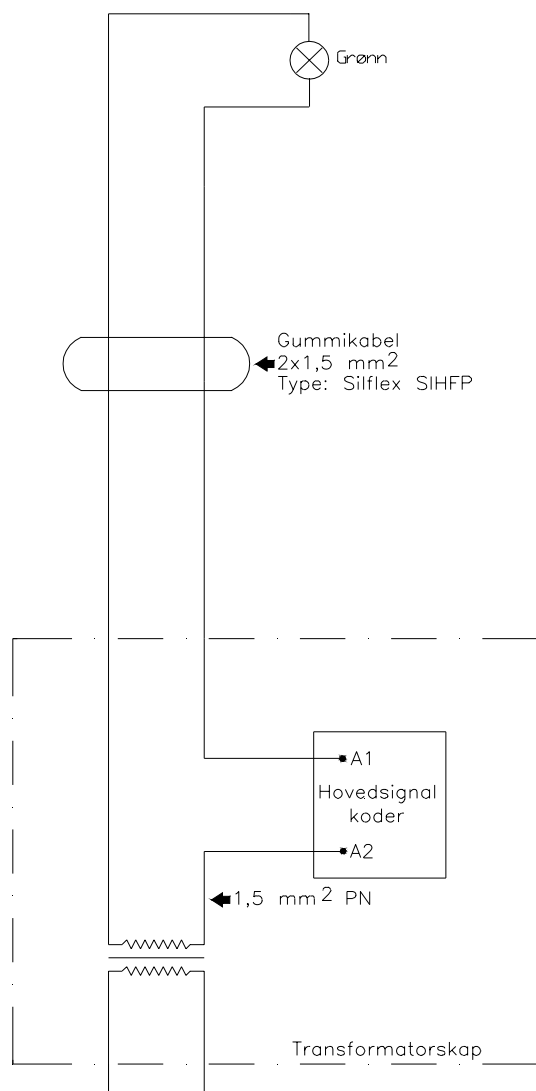 Grønn
Gummikabel
2x1,5 mm2
Type: Silflex SIHFP
A1
Hovedsignal
koder
A2
1,5 mm2 PN
Transformatorskap